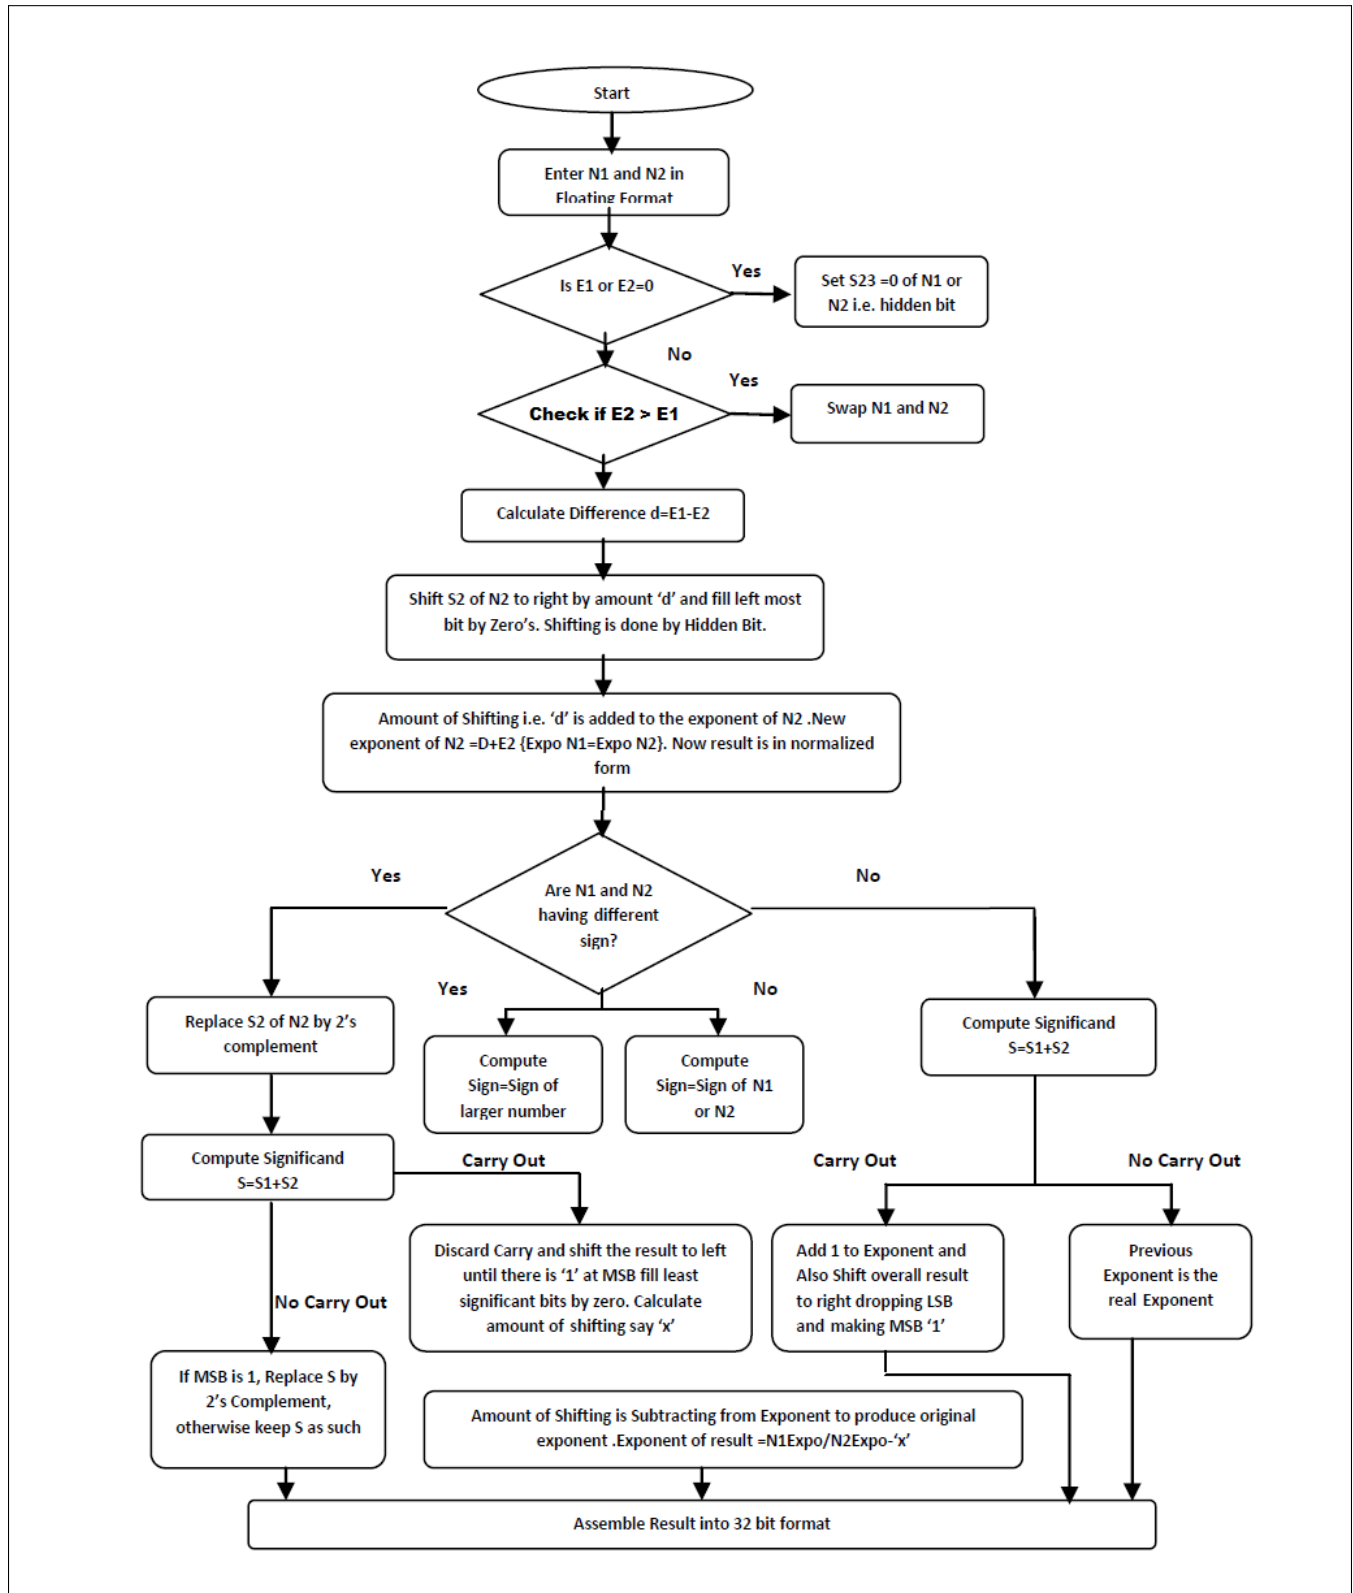 Start
Enter N1 and N2 in
Floating Format
Is E1 or E2=0
Yes
Set S23 =0 of N1 or
N2 i.e. hidden bit
No
Yes
Check if E2 > E1
Swap N1 and N2
Calculate Difference d=E1-E2
Shift S2 of N2 to right by amount ‘d’ and fill left most
bit by Zero’s. Shifting is done by Hidden Bit.
Amount of Shifting i.e. ‘d’ is added to the exponent of N2 .New
exponent of N2 =D+E2 {Expo N1=Expo N2}. Now result is in normalized
form
Yes
No
Are N1 and N2
having different
sign?
Yes
No
Replace S2 of N2 by 2’s
complement
Compute
Sign=Sign of
larger number
Compute
Sign=Sign of N1
or N2
Compute Significand
S=S1+S2
Compute Significand
S=S1+S2
Carry Out
Carry Out
No Carry Out
Discard Carry and shift the result to left
until there is ‘1’ at MSB fill least
significant bits by zero. Calculate
amount of shifting say ‘x’
Add 1 to Exponent and
Also Shift overall result
to right dropping LSB
and making MSB ‘1’
Previous
Exponent is the
real Exponent
No Carry Out
If MSB is 1, Replace S by
2’s Complement,
otherwise keep S as such
Amount of Shifting is Subtracting from Exponent to produce original
exponent .Exponent of result =N1Expo/N2Expo-‘x’
Assemble Result into 32 bit format